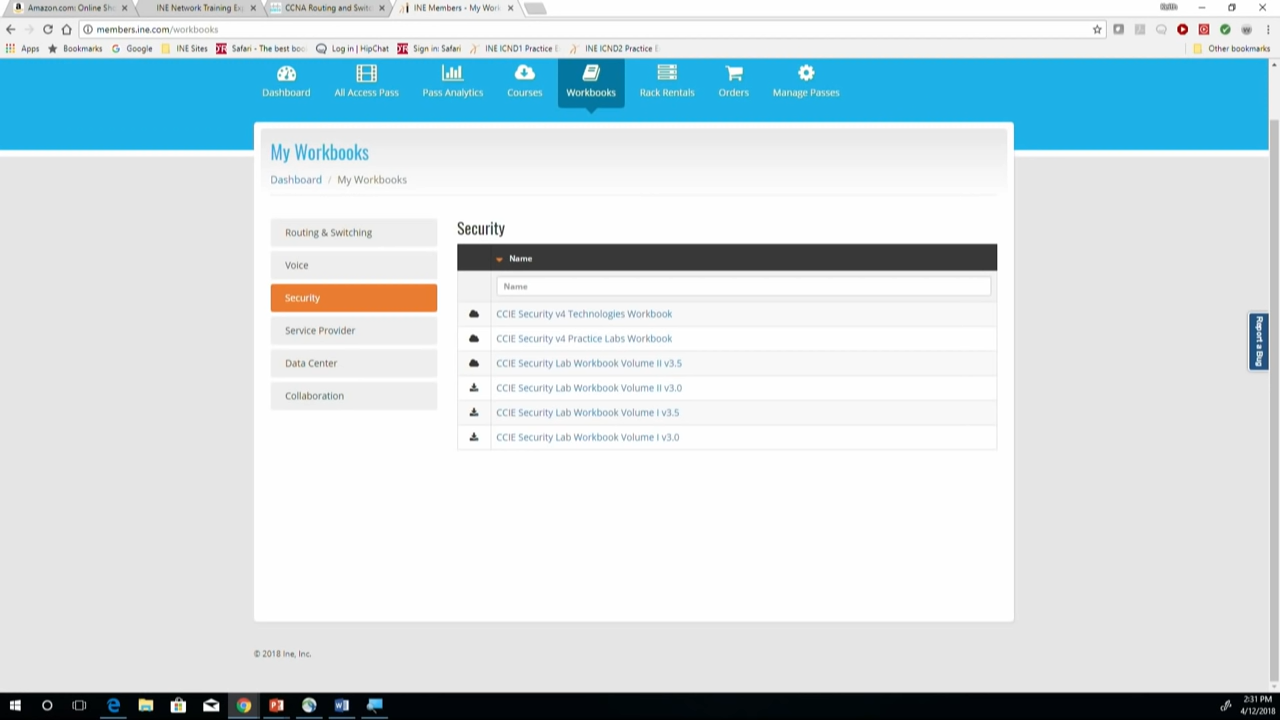 Amazon.com: Online Sh
INE Network Training Ex
CCNA Routing and Switc
INE Members - My Work
members.ine.com/workbooks
Apps
Bookmarks
Google
INE Sites
Safari - The best boo
Log in | HipChat
Sign in: Safari
INE ICND1 Practice E
INE ICND2 Practice E
Other bookmarks
Dashboard
All Access Pass
Pass Analytics
Courses
Workbooks
Rack Rentals
Orders
Manage Passes
My Workbooks
Dashboard / My Workbooks
Routing & Switching
Voice
Security
Service Provider
Data Center
Collaboration
Security
Name
Name
CCIE Security v4 Technologies Workbook
CCIE Security v4 Practice Labs Workbook
CCIE Security Lab Workbook Volume II v3.5
CCIE Security Lab Workbook Volume II v3.0
CCIE Security Lab Workbook Volume I v3.5
CCIE Security Lab Workbook Volume I v3.0
Report a Bug
© 2018 Ine, Inc.
2:31 PM
4/12/2018